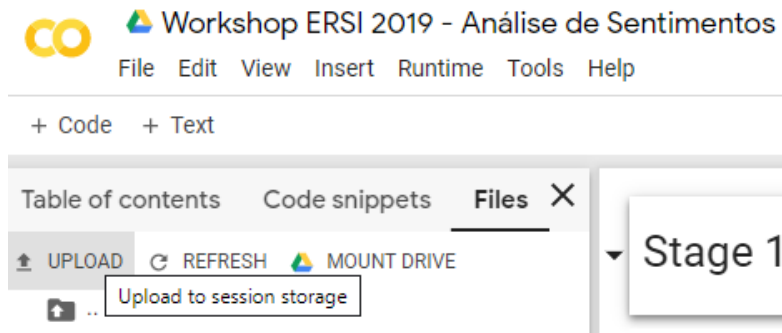 Workshop ERSI 2019 - Análise de Sentimentos
File Edit View Insert Runtime Tools Help
+ Code + Text
Table of contents Code snippets Files
UPLOAD REFRESH MOUNT DRIVE
..
Upload to session storage
Stage 1